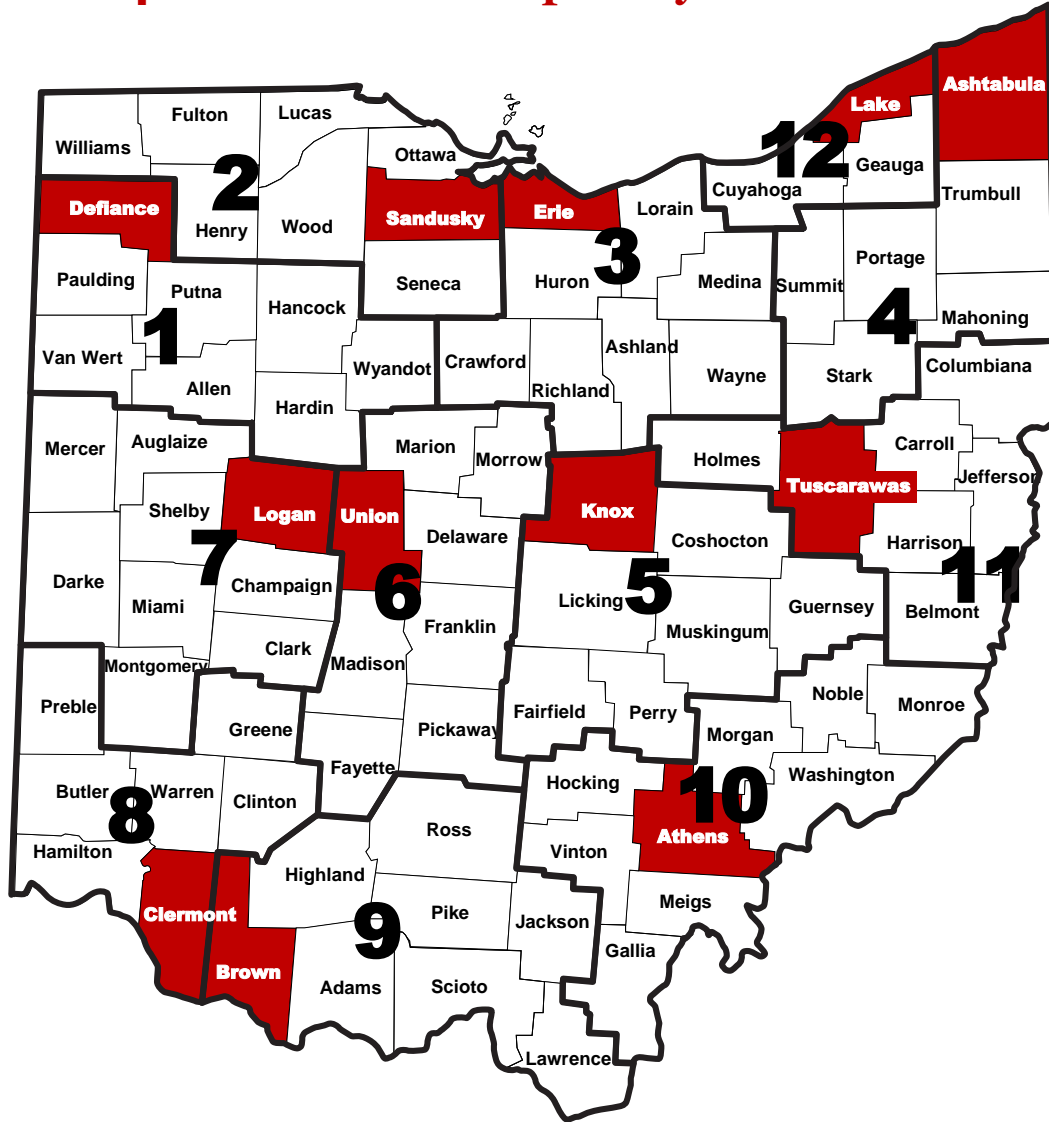 Ashtabula
Lake
12
Fulton
Lucas
Williams
Ottawa
Geauga
2
Cuyahoga
Trumbull
Defiance
Sandusky
Erie
Lorain
Henry
Wood
3
Portage
Paulding
Putna
Seneca
Huron
Medina
Summit
Hancock
1
4
Mahoning
Van Wert
Wyandot
Crawford
Ashland
Wayne
Stark
Columbiana
Allen
Richland
Hardin
Mercer
Auglaize
Marion
Morrow
Holmes
Carroll
Jefferson
Tuscarawas
Shelby
Logan
Union
Knox
Delaware
Coshocton
Harrison
7
11
Darke
Champaign
6
5
Miami
Licking
Guernsey
Belmont
Franklin
Muskingum
Clark
Madison
Montgomery
Preble
Noble
Monroe
Fairfield
Perry
Greene
Pickaway
Morgan
Fayette
Hocking
Washington
Butler
Warren
Clinton
10
8
Ross
Athens
Hamilton
Vinton
Highland
Meigs
Clermont
Pike
Jackson
9
Gallia
Brown
Adams
Scioto
Lawrence